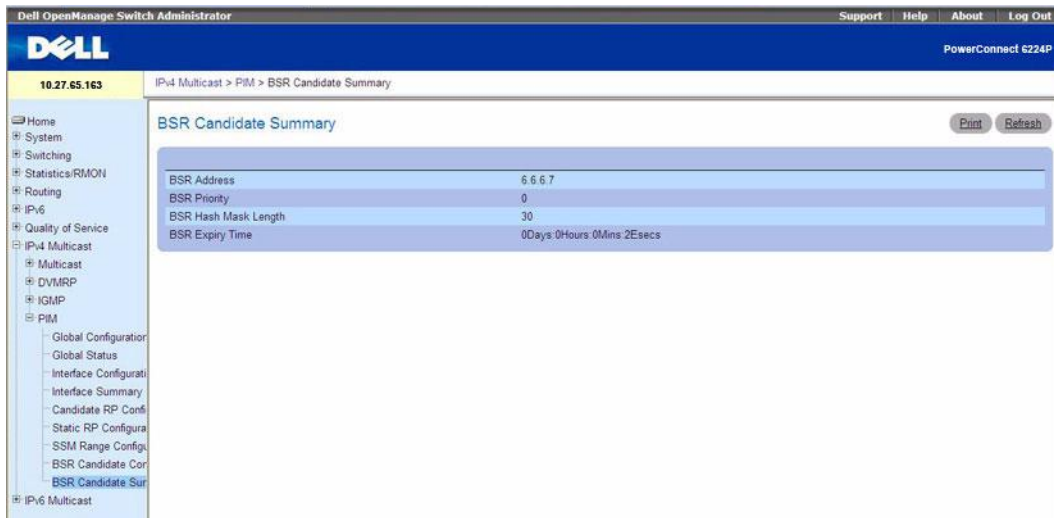 Dell OpenManage Switch Administrator
Support Help About Log Out
DELL
PowerConnect 6224P
10.27.65.163
IPv4 Multicast > PIM > BSR Candidate Summary
Home
System
Switching
Statistics/RMON
Routing
IPv6
Quality of Service
IPv4 Multicast
Multicast
DVMRP
IGMP
PIM
Global Configuration
Global Status
Interface Configurati
Interface Summary
Candidate RP Confi
Static RP Configura
SSM Range Configu
BSR Candidate Cor
BSR Candidate Sur
IPv6 Multicast
BSR Candidate Summary
Print Refresh
BSR Address 6.6.6.7
BSR Priority 0
BSR Hash Mask Length 30
BSR Expiry Time 0Days:0Hours:0Mins:2Esecs